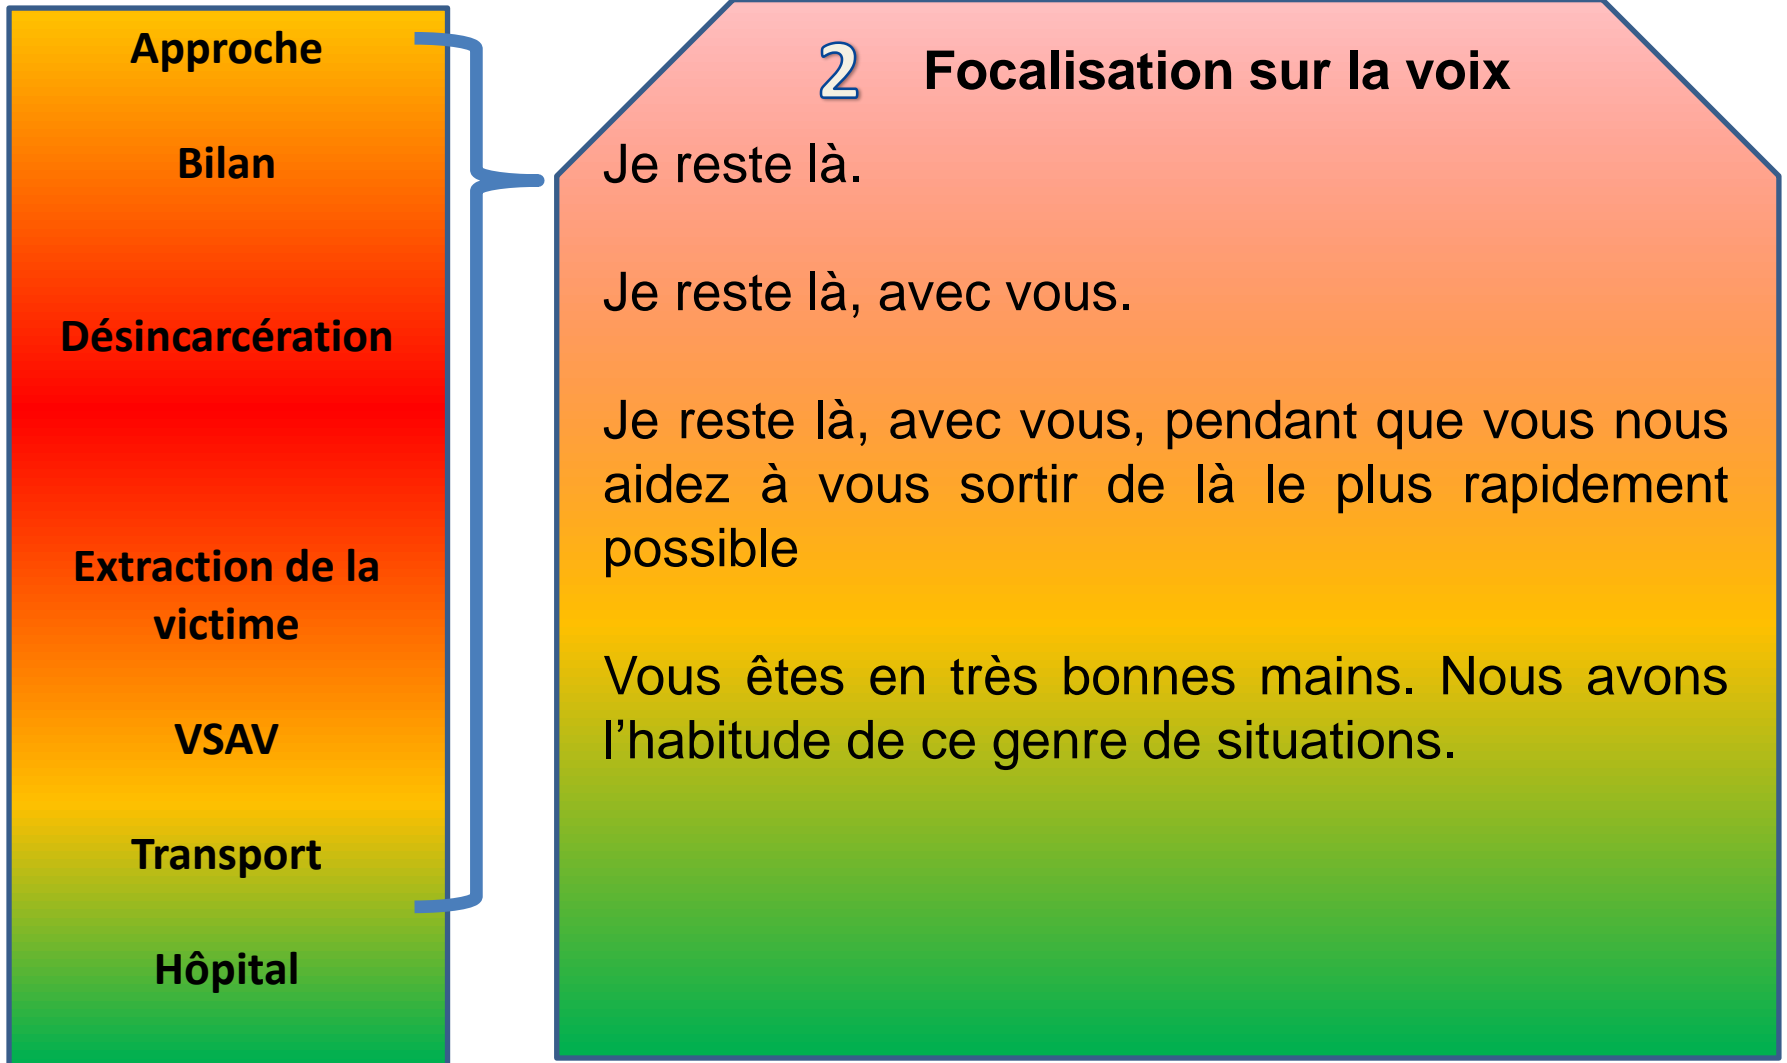 Approche
Bilan
Désincarcération
Extraction de la
victime
VSAV
Transport
Hôpital
2 Focalisation sur la voix
Je reste là.
Je reste là, avec vous.
Je reste là, avec vous, pendant que vous nous
aidez à vous sortir de là le plus rapidement
possible
Vous êtes en très bonnes mains. Nous avons
l’habitude de ce genre de situations.